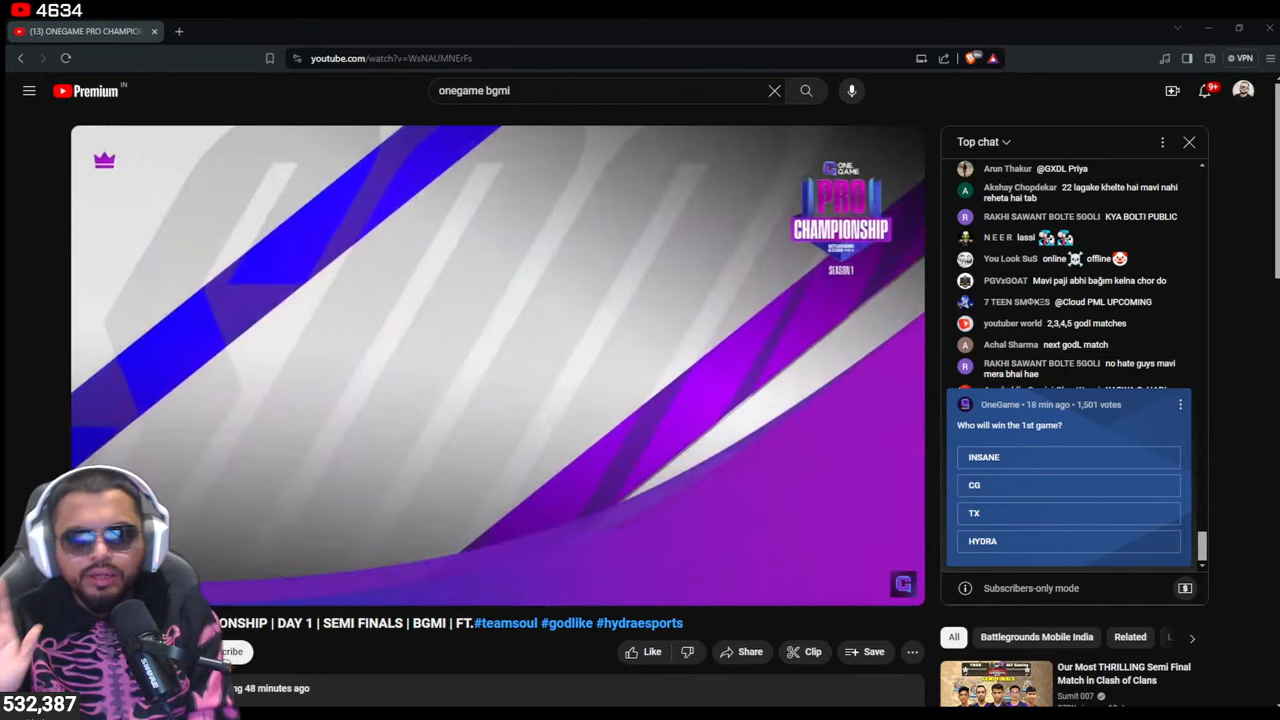 4634
(13) ONEGAME PRO CHAMPION
youtube.com/watch?v=WsNAUMNErFs
VPN
Premium IN
onegame bgmi
9+
ONE GAME
PRO
CHAMPIONSHIP
SEASON 1
Top chat
Arun Thakur @GXDL Priya
Akshay Chopdekar 22 lagake khelte hai mavi nahi
reheta hai tab
RAKHI SAWANT BOLTE 5GOLI KYA BOLTI PUBLIC
N E E R lassi
You Look SuS online offline
PGVxGOAT Mavi paji abhi bağım kelna chor do
7 TEEN SMΦKΞS @Cloud PML UPCOMING
youtuber world 2,3,4,5 godl matches
Achal Sharma next godL match
RAKHI SAWANT BOLTE 5GOLI no hate guys mavi
mera bhai hae
OneGame • 18 min ago • 1,501 votes
Who will win the 1st game?
INSANE
CG
TX
HYDRA
Subscribers-only mode
ONSHIP | DAY 1 | SEMI FINALS | BGMI | FT.#teamsoul #godlike #hydraesports
cribe
Like
Share
Clip
Save
ng 48 minutes ago
All
Battlegrounds Mobile India
Related
Our Most THRILLING Semi Final
Match in Clash of Clans
Sumit 007
532,387
SHURE